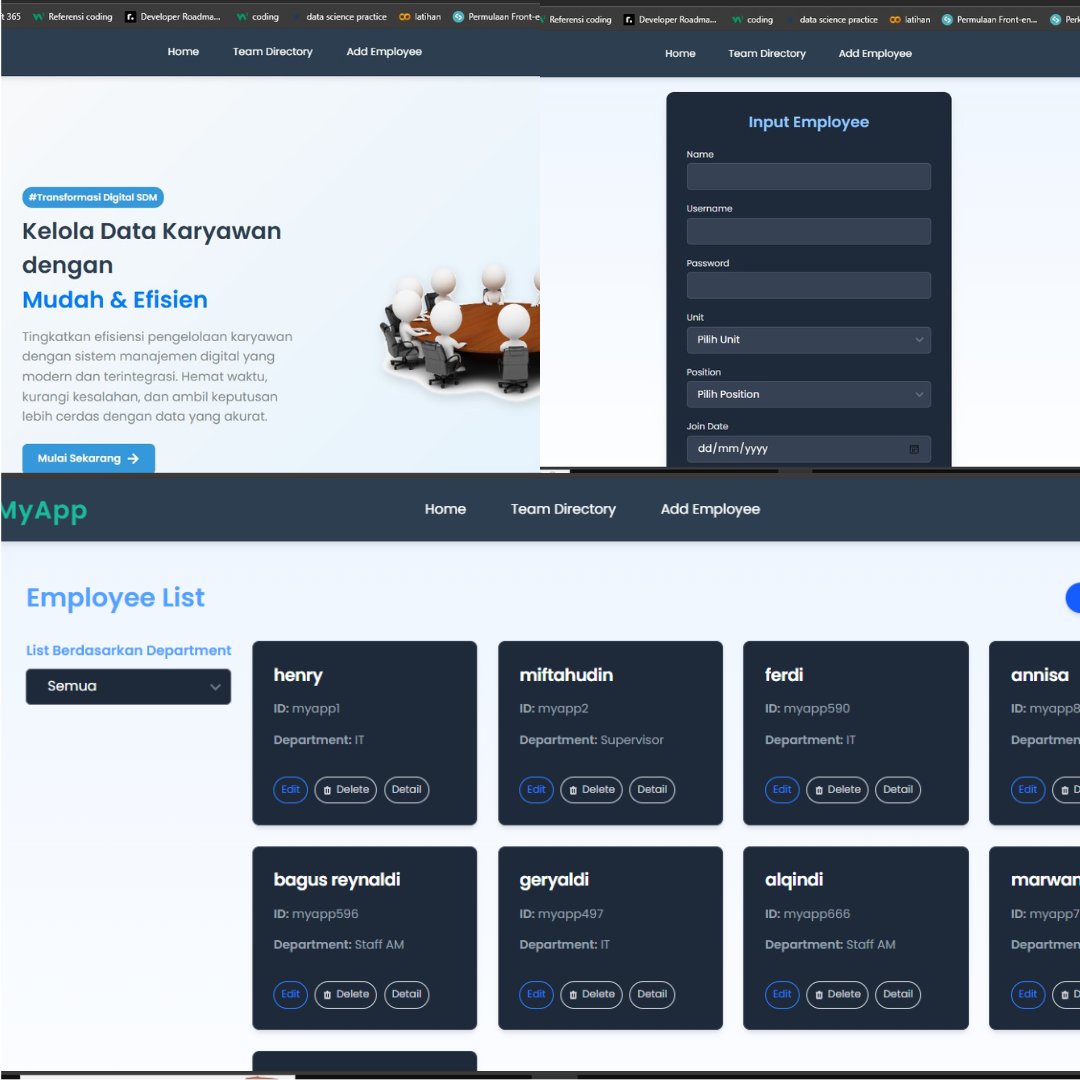 t 365 Referensi coding Developer Roadma... coding data science practice latihan Permulaan Front-e
Home Team Directory Add Employee
#Transformasi Digital SDM
Kelola Data Karyawan
dengan
Mudah & Efisien
Tingkatkan efisiensi pengelolaan karyawan
dengan sistem manajemen digital yang
modern dan terintegrasi. Hemat waktu,
kurangi kesalahan, dan ambil keputusan
lebih cerdas dengan data yang akurat.
Mulai Sekarang
Referensi coding Developer Roadma... coding data science practice latihan Permulaan Front-en... Perk
Home Team Directory Add Employee
Input Employee
Name
Username
Password
Unit
Pilih Unit
Position
Pilih Position
Join Date
dd/mm/yyyy
MyApp Home Team Directory Add Employee
Employee List
List Berdasarkan Department
Semua
henry
ID: myapp1
Department: IT
Edit Delete Detail
miftahudin
ID: myapp2
Department: Supervisor
Edit Delete Detail
ferdi
ID: myapp590
Department: IT
Edit Delete Detail
annisa
ID: myapp8
Departmen
Edit D
bagus reynaldi
ID: myapp596
Department: Staff AM
Edit Delete Detail
geryaldi
ID: myapp497
Department: IT
Edit Delete Detail
alqindi
ID: myapp666
Department: Staff AM
Edit Delete Detail
marwan
ID: myapp7
Departmen
Edit D